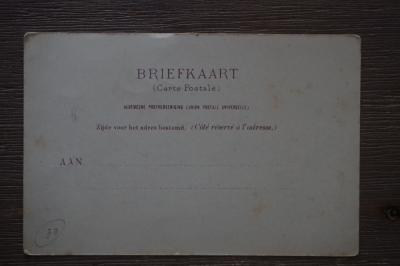 BRIEFKAART
(Carte Postale)
ALGEMEENE POSTVEREENIGING (UNION POSTALE UNIVERSELLE)
Zijde voor het adres bestemd. (Côté réservé à l'adresse.)
AAN